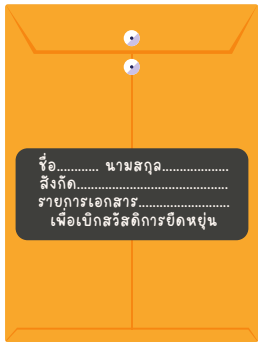 ชื่อ............ นามสกุล...................
สังกัด...........................................
รายการเอกสาร..........................
เพื่อเบิกสวัสดิการยืดหยุ่น